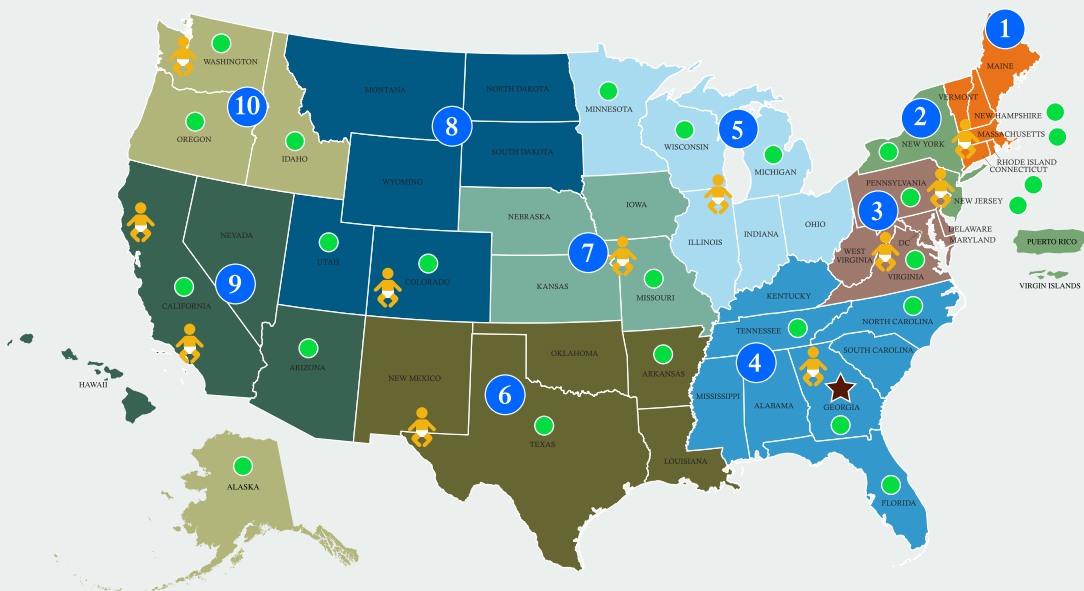 1
MAINE
WASHINGTON
MONTANA
NORTH DAKOTA
MINNESOTA
VERMONT
10
2
NEW HAMPSHIRE
8
5
OREGON
MASSACHUSETTS
NEW YORK
WISCONSIN
IDAHO
SOUTH DAKOTA
MICHIGAN
RHODE ISLAND
CONNECTICUT
WYOMING
PENNSYLVANIA
NEW JERSEY
IOWA
NEBRASKA
3
OHIO
DELAWARE
NEVADA
ILLINOIS
INDIANA
DC
MARYLAND
PUERTO RICO
7
WEST
VIRGINIA
UTAH
COLORADO
VIRGINIA
9
KANSAS
VIRGIN ISLANDS
MISSOURI
KENTUCKY
CALIFORNIA
NORTH CAROLINA
TENNESSEE
SOUTH CAROLINA
OKLAHOMA
4
ARIZONA
ARKANSAS
NEW MEXICO
HAWAII
6
MISSISSIPPI
ALABAMA
GEORGIA
TEXAS
LOUISIANA
ALASKA
FLORIDA